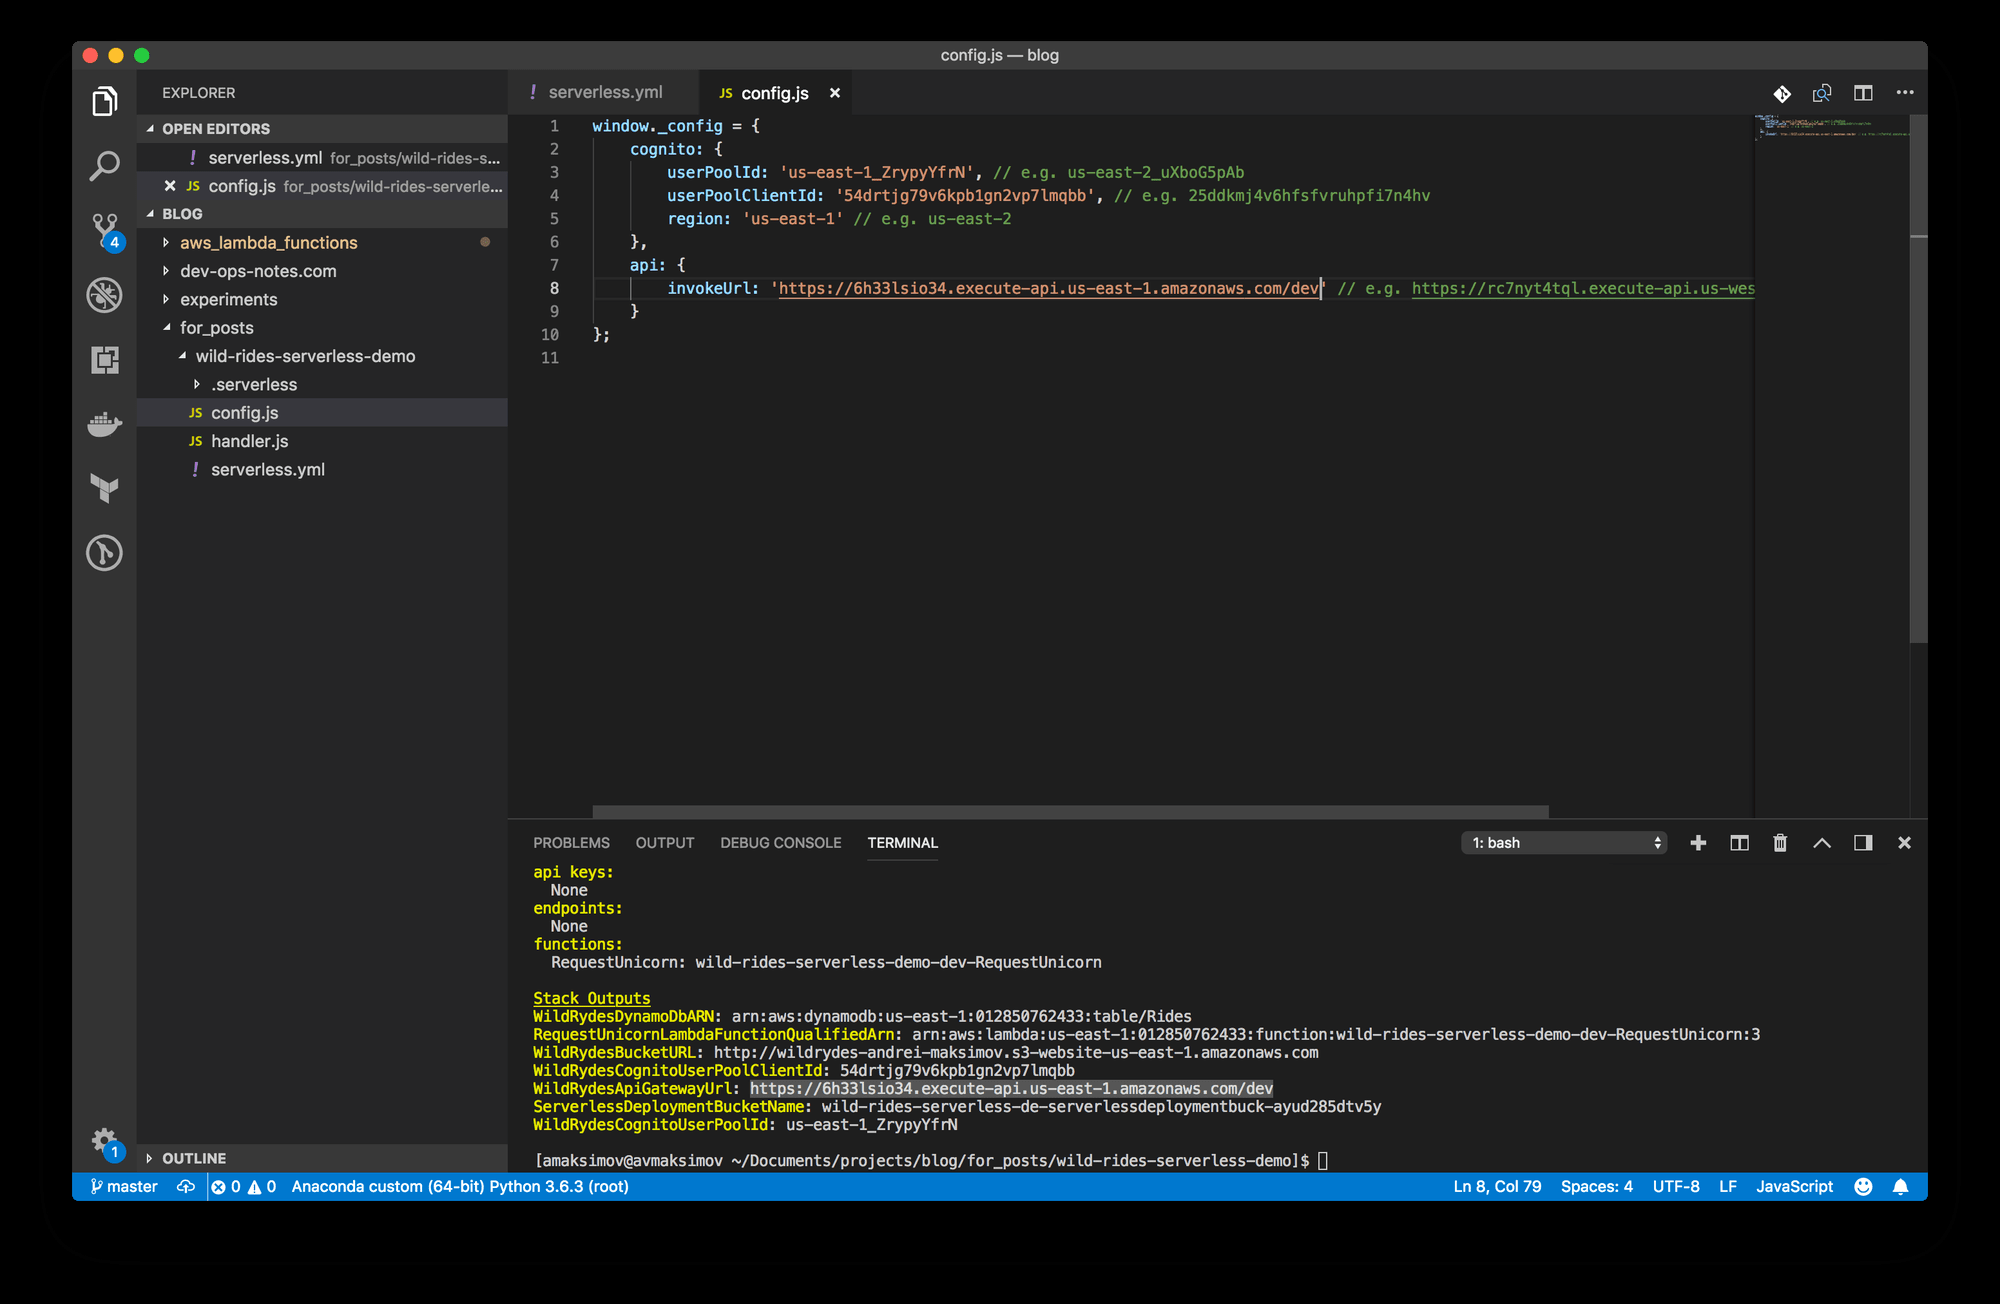 config.js — blog
EXPLORER
OPEN EDITORS
! serverless.yml for_posts/wild-rides-s...
JS config.js for_posts/wild-rides-serverle...
BLOG
aws_lambda_functions
dev-ops-notes.com
experiments
for_posts
wild-rides-serverless-demo
.serverless
JS config.js
JS handler.js
! serverless.yml
OUTLINE
4
1
! serverless.yml
JS config.js
1 window._config = {
2 cognito: {
3 userPoolId: 'us-east-1_ZrypyYfrN', // e.g. us-east-2_uXboG5pAb
4 userPoolClientId: '54drtjg79v6kpb1gn2vp7lmqbb', // e.g. 25ddkmj4v6hfsfvruhpfi7n4hv
5 region: 'us-east-1' // e.g. us-east-2
6 },
7 api: {
8 invokeUrl: 'https://6h33lsio34.execute-api.us-east-1.amazonaws.com/dev' // e.g. https://rc7nyt4tql.execute-api.us-wes
9 }
10 };
11
PROBLEMS OUTPUT DEBUG CONSOLE TERMINAL 1: bash
api keys:
None
endpoints:
None
functions:
RequestUnicorn: wild-rides-serverless-demo-dev-RequestUnicorn
Stack Outputs
WildRydesDynamoDbARN: arn:aws:dynamodb:us-east-1:012850762433:table/Rides
RequestUnicornLambdaFunctionQualifiedArn: arn:aws:lambda:us-east-1:012850762433:function:wild-rides-serverless-demo-dev-RequestUnicorn:3
WildRydesBucketURL: http://wildrydes-andrei-maksimov.s3-website-us-east-1.amazonaws.com
WildRydesCognitoUserPoolClientId: 54drtjg79v6kpb1gn2vp7lmqbb
WildRydesApiGatewayUrl: https://6h33lsio34.execute-api.us-east-1.amazonaws.com/dev
ServerlessDeploymentBucketName: wild-rides-serverless-de-serverlessdeploymentbuck-ayud285dtv5y
WildRydesCognitoUserPoolId: us-east-1_ZrypyYfrN
[amaksimov@avmaksimov ~/Documents/projects/blog/for_posts/wild-rides-serverless-demo]$
master 0 0 Anaconda custom (64-bit) Python 3.6.3 (root) Ln 8, Col 79 Spaces: 4 UTF-8 LF JavaScript